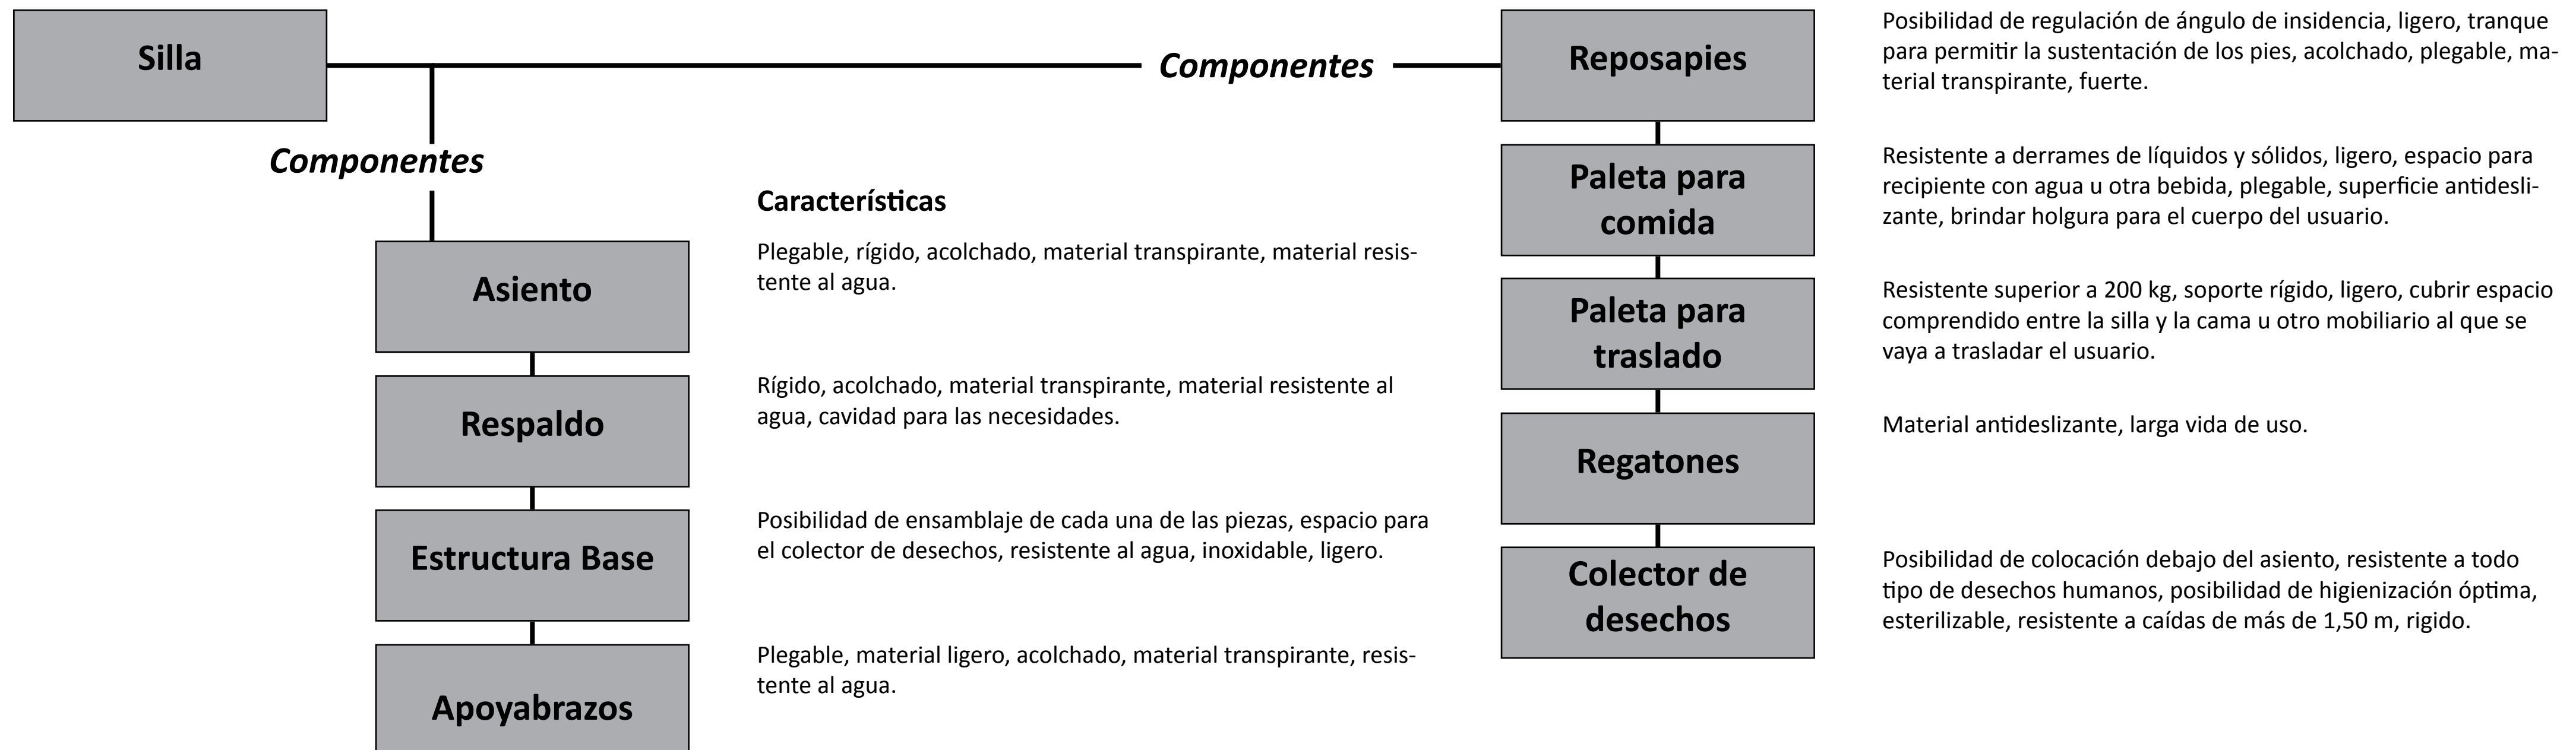 Silla
Componentes
Componentes
Características
Asiento
Plegable, rígido, acolchado, material transpirante, material resis-
tente al agua.
Respaldo
Rígido, acolchado, material transpirante, material resistente al
agua, cavidad para las necesidades.
Estructura Base
Posibilidad de ensamblaje de cada una de las piezas, espacio para
el colector de desechos, resistente al agua, inoxidable, ligero.
Apoyabrazos
Plegable, material ligero, acolchado, material transpirante, resis-
tente al agua.
Reposapies
Posibilidad de regulación de ángulo de insidencia, ligero, tranque
para permitir la sustentación de los pies, acolchado, plegable, ma-
terial transpirante, fuerte.
Paleta para
comida
Resistente a derrames de líquidos y sólidos, ligero, espacio para
recipiente con agua u otra bebida, plegable, superficie antidesli-
zante, brindar holgura para el cuerpo del usuario.
Paleta para
traslado
Resistente superior a 200 kg, soporte rígido, ligero, cubrir espacio
comprendido entre la silla y la cama u otro mobiliario al que se
vaya a trasladar el usuario.
Regatones
Material antideslizante, larga vida de uso.
Colector de
desechos
Posibilidad de colocación debajo del asiento, resistente a todo
tipo de desechos humanos, posibilidad de higienización óptima,
esterilizable, resistente a caídas de más de 1,50 m, rigido.